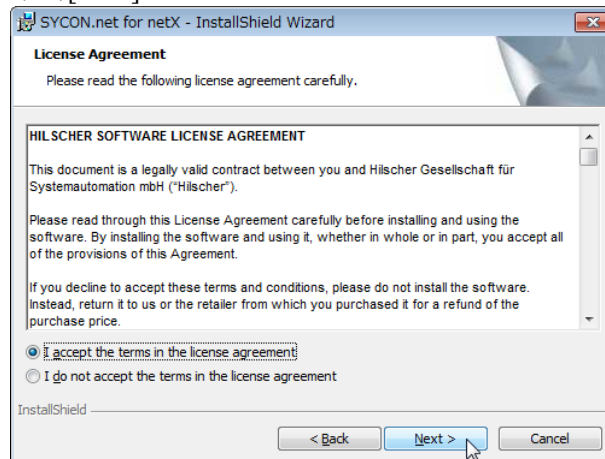 SYCON.net for netX - InstallShield Wizard
License Agreement
Please read the following license agreement carefully.
HILSCHER SOFTWARE LICENSE AGREEMENT
This document is a legally valid contract between you and Hilscher Gesellschaft für
Systemautomation mbH (“Hilscher”).
Please read through this License Agreement carefully before installing and using the
software. By installing the software and using it, whether in whole or in part, you accept all
of the provisions of this Agreement.
If you decline to accept these terms and conditions, please do not install the software.
Instead, return it to us or the retailer from which you purchased it for a refund of the
purchase price.
I accept the terms in the license agreement
I do not accept the terms in the license agreement
InstallShield
< Back
Next >
Cancel